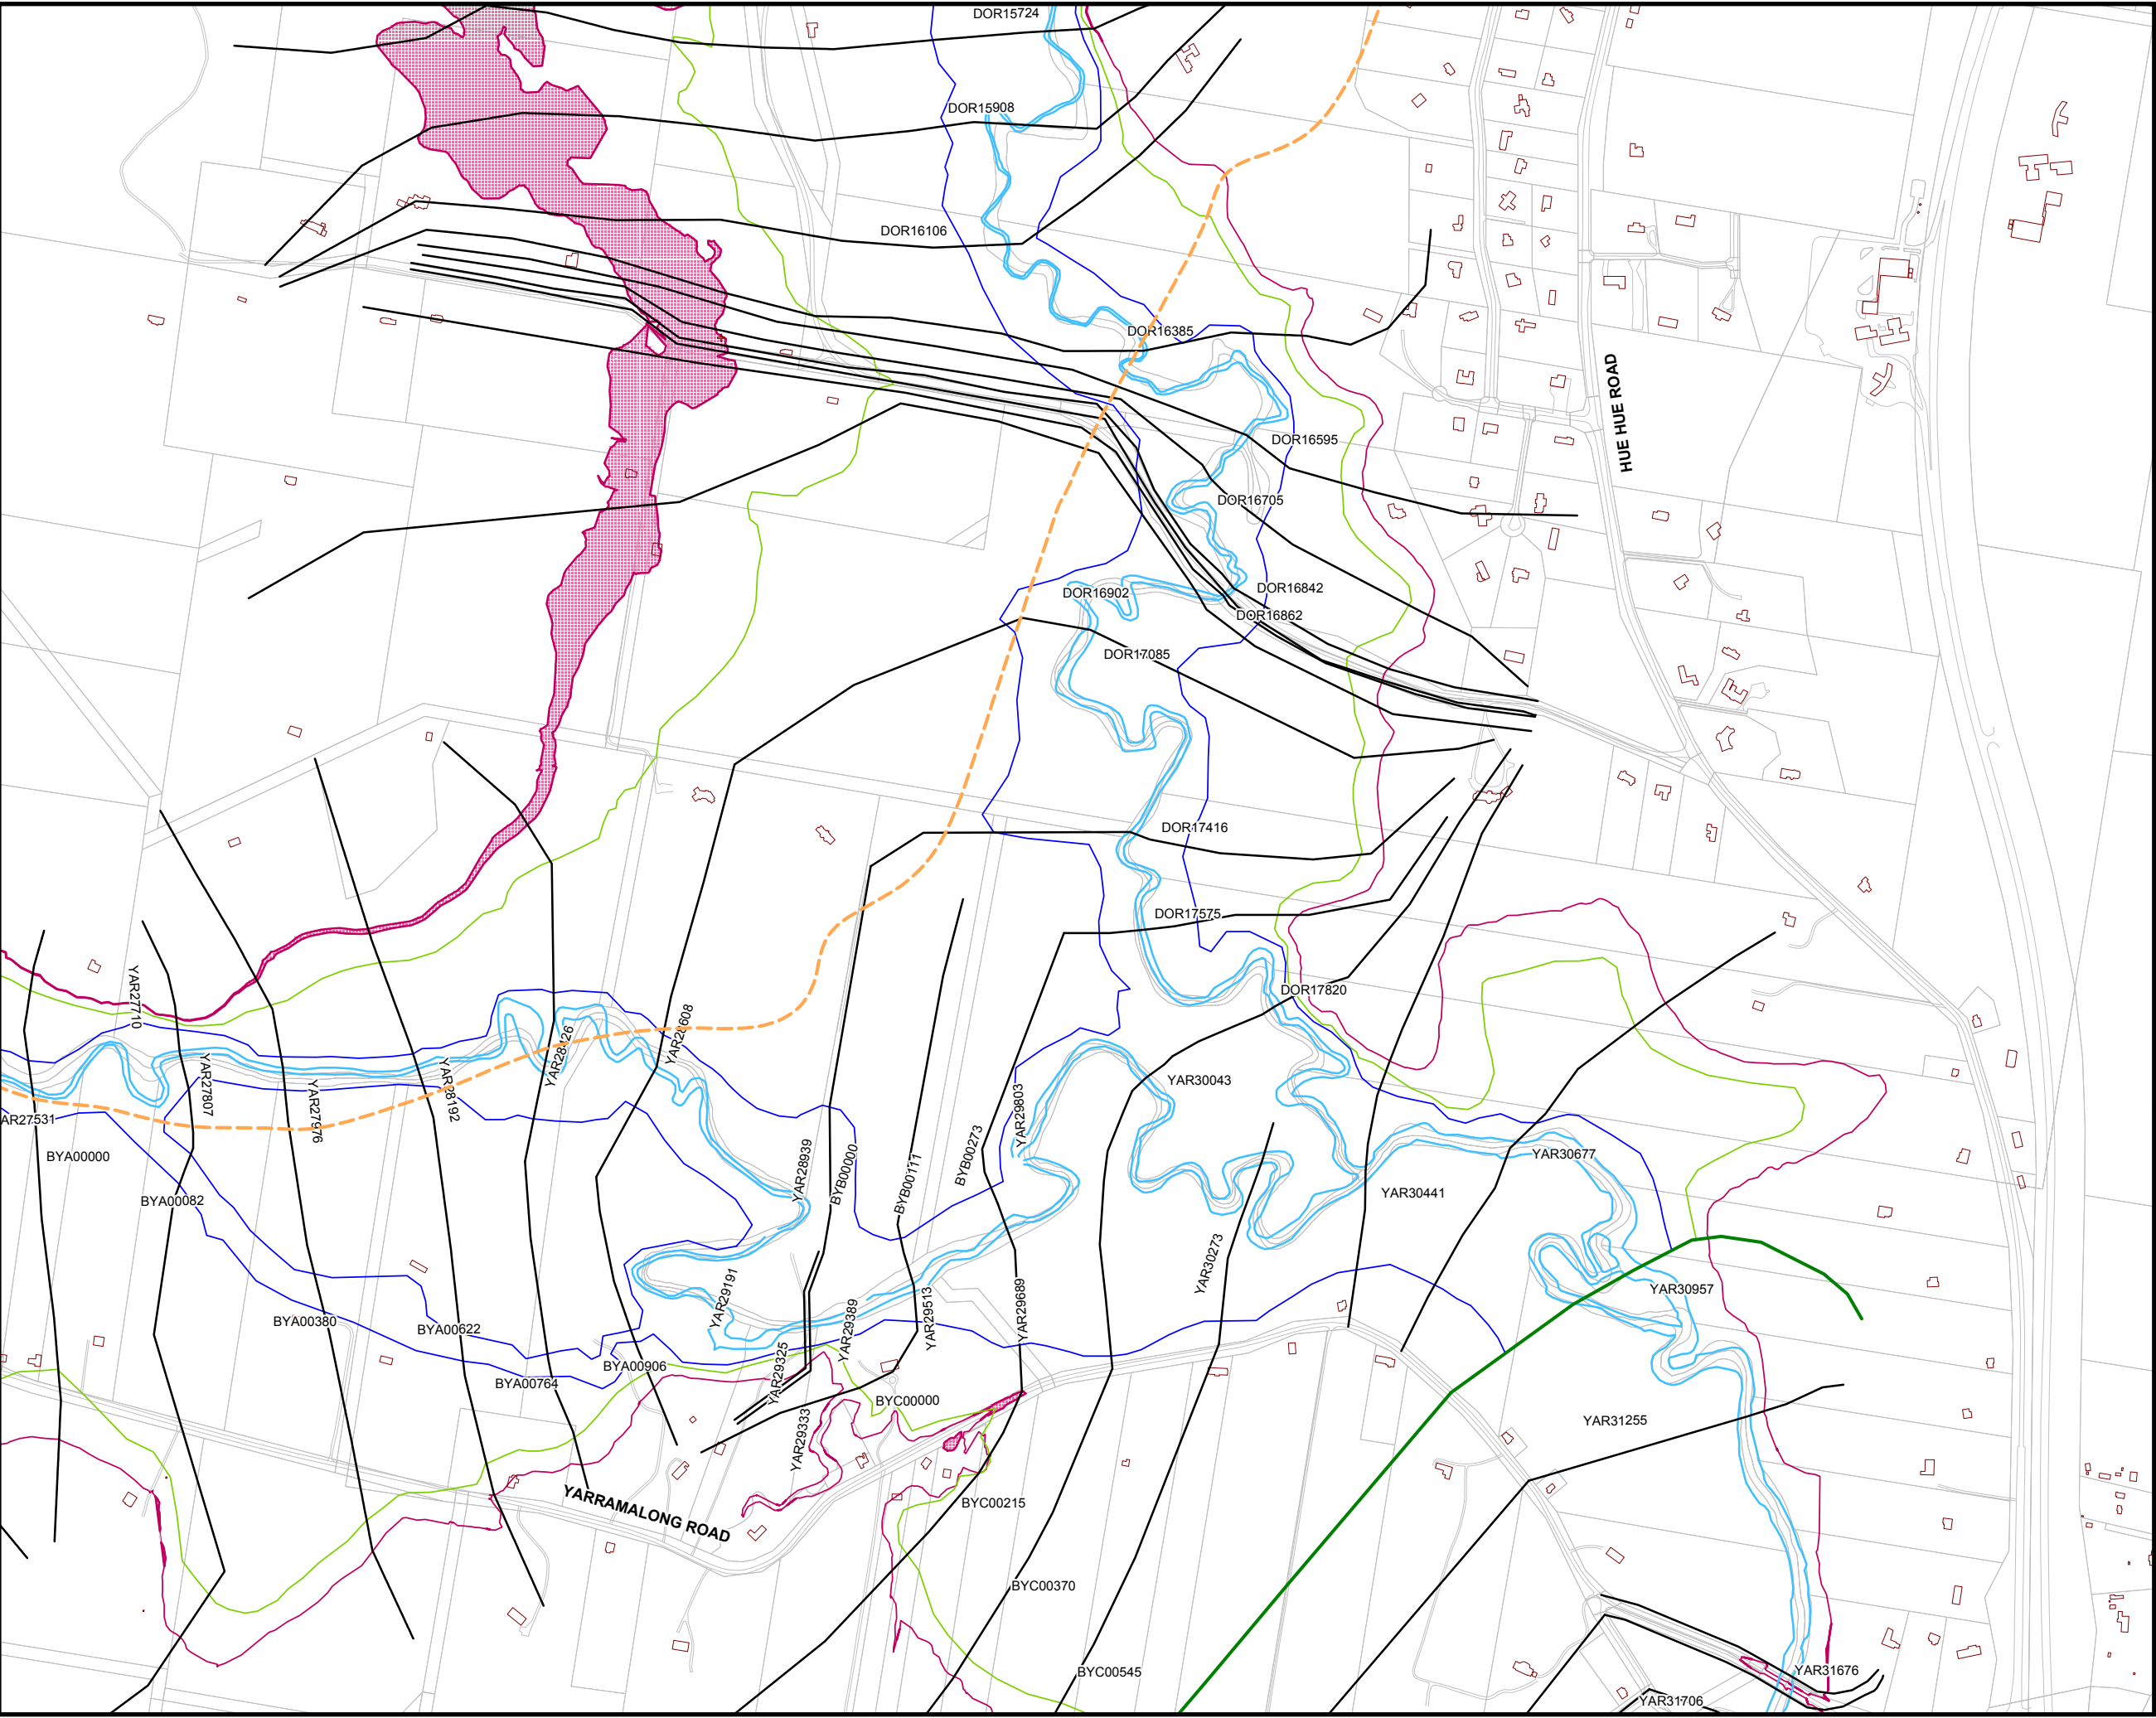 DOR15724
DOR15908
DOR16106
DOR16385
HUE HUE ROAD
DOR16595
DOR16705
DOR16842
DOR16902
DOR16862
DOR17085
DOR17416
DOR17575
DOR17820
YAR27710
YAR28608
YAR28426
YAR27807
YAR28192
YAR27976
YAR30043
YAR29803
AR27531
BYA00000
BYA00082
YAR28939
BYB00000
BYB00111
BYB00273
YAR30677
YAR30441
YAR30273
YAR30957
YAR29191
YAR29389
YAR29513
YAR29689
BYA00380
BYA00622
BYA00906
BYA00764
YAR29325
BYC00000
YAR29333
YAR31255
YARRAMALONG ROAD
BYC00215
BYC00370
BYC00545
YAR31676
YAR31706